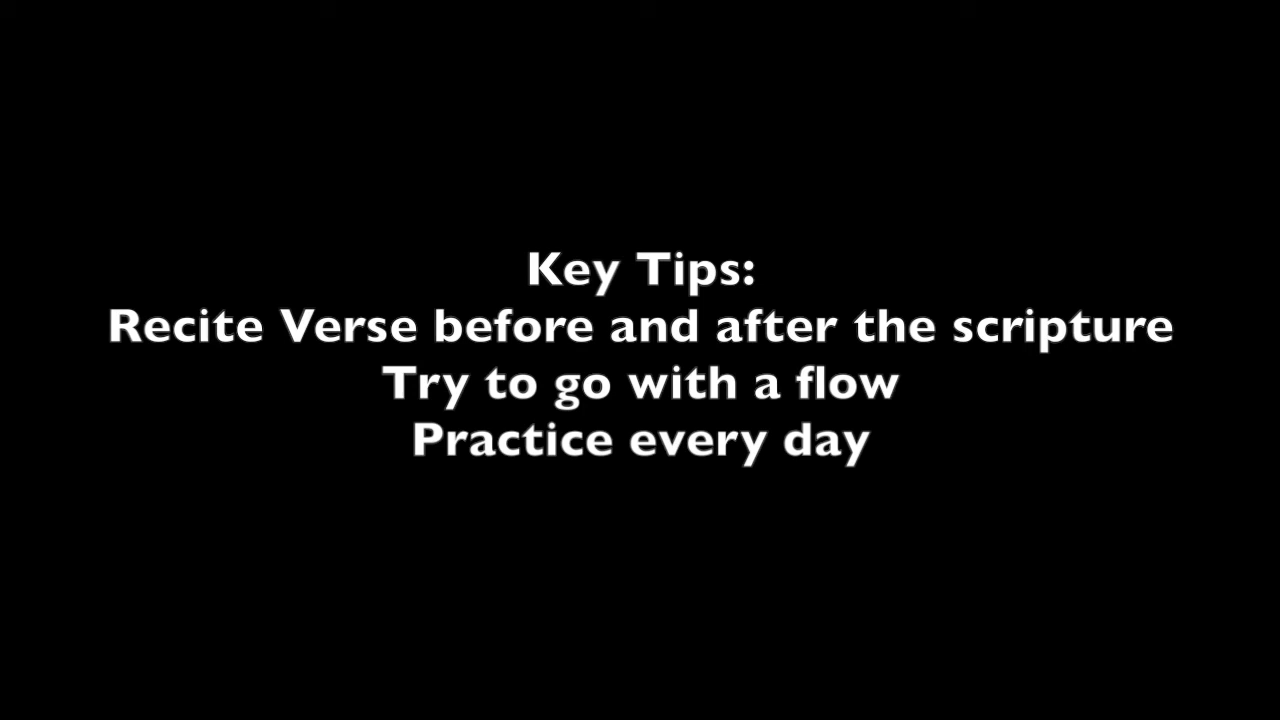 Key Tips:
Recite Verse before and after the scripture
Try to go with a flow
Practice every day